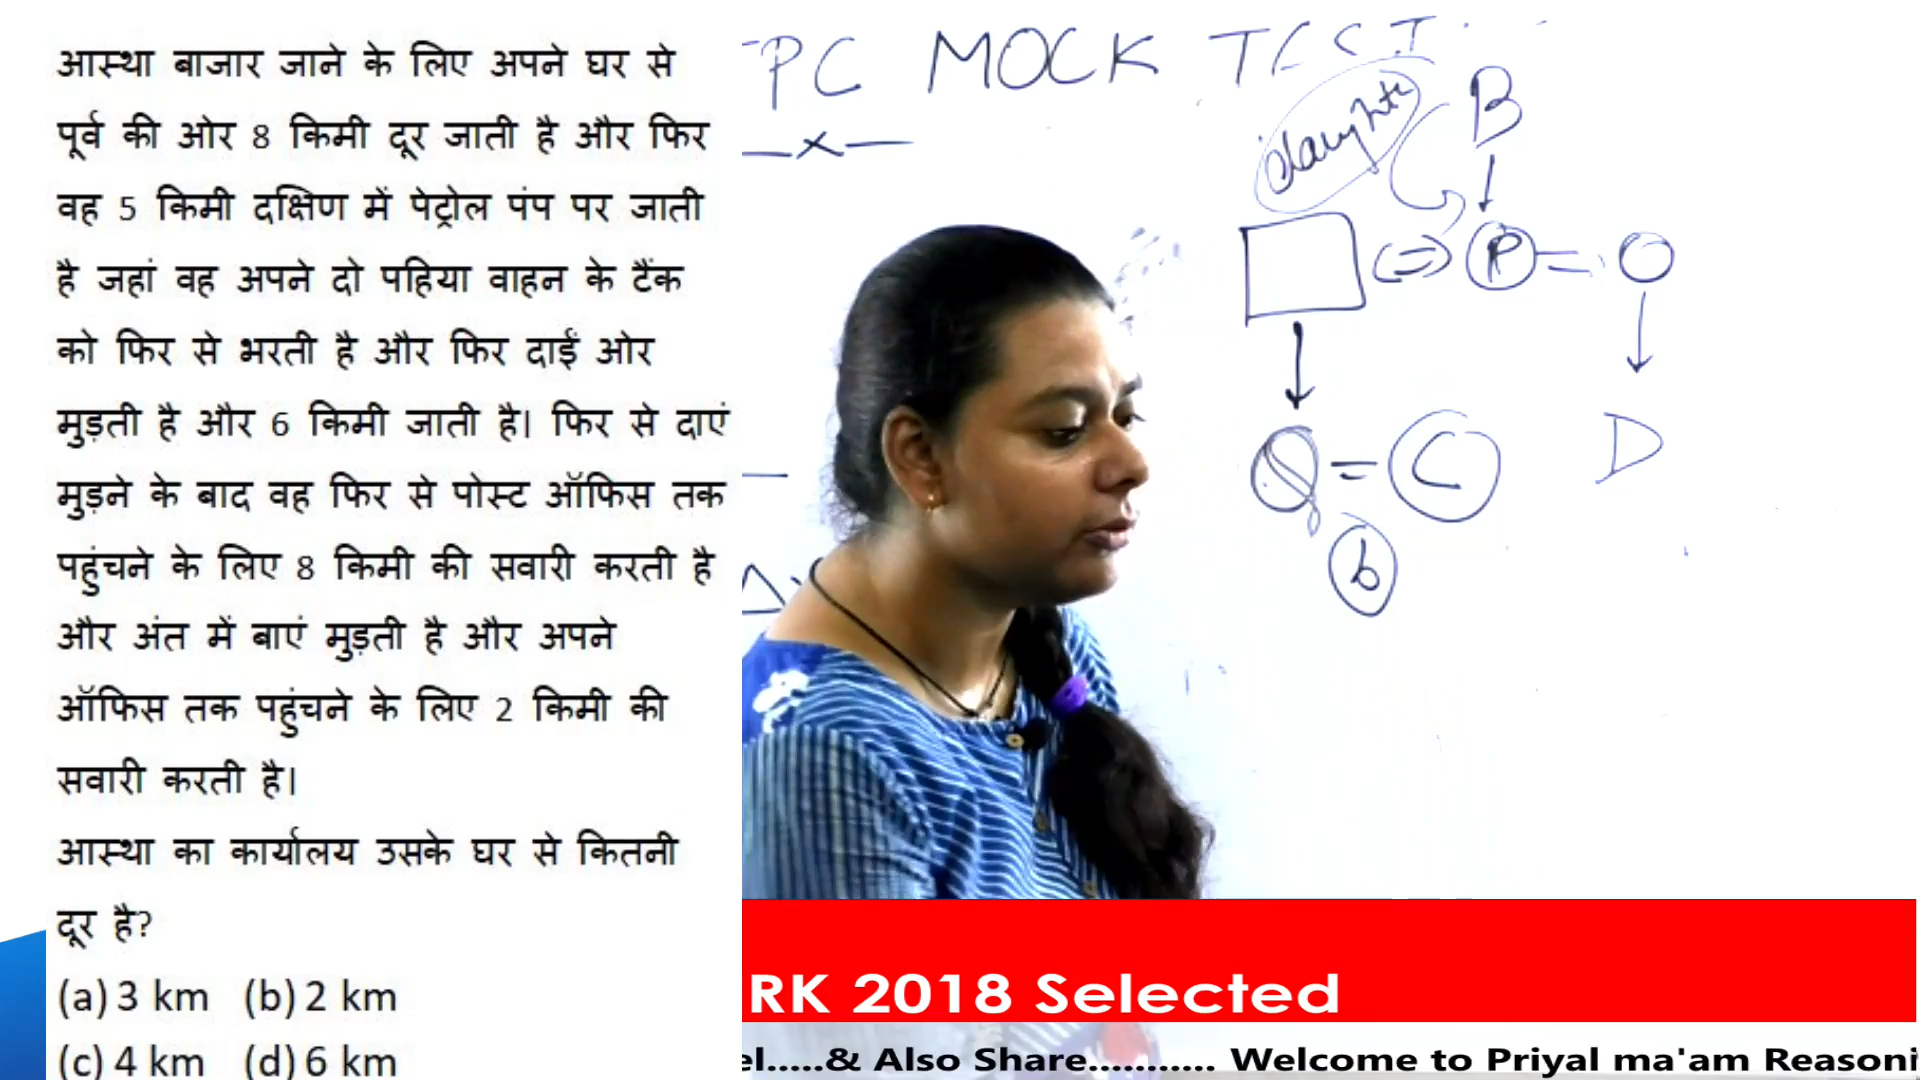 आस्था बाजार जाने के लिए अपने घर से
पूर्व की ओर 8 किमी दूर जाती है और फिर
वह 5 किमी दक्षिण में पेट्रोल पंप पर जाती
है जहां वह अपने दो पहिया वाहन के टैंक
को फिर से भरती है और फिर दाईं ओर
मुड़ती है और 6 किमी जाती है। फिर से दाएं
मुड़ने के बाद वह फिर से पोस्ट ऑफिस तक
पहुंचने के लिए 8 किमी की सवारी करती है
और अंत में बाएं मुड़ती है और अपने
ऑफिस तक पहुंचने के लिए 2 किमी की
सवारी करती है।
आस्था का कार्यालय उसके घर से कितनी
दूर है?
(a) 3 km (b) 2 km
(c) 4 km (d) 6 km
PC MOCK TEST
x
B
P =
Q = C D
b
RK 2018 Selected
el.....& Also Share........... Welcome to Priyal ma'am Reasoni